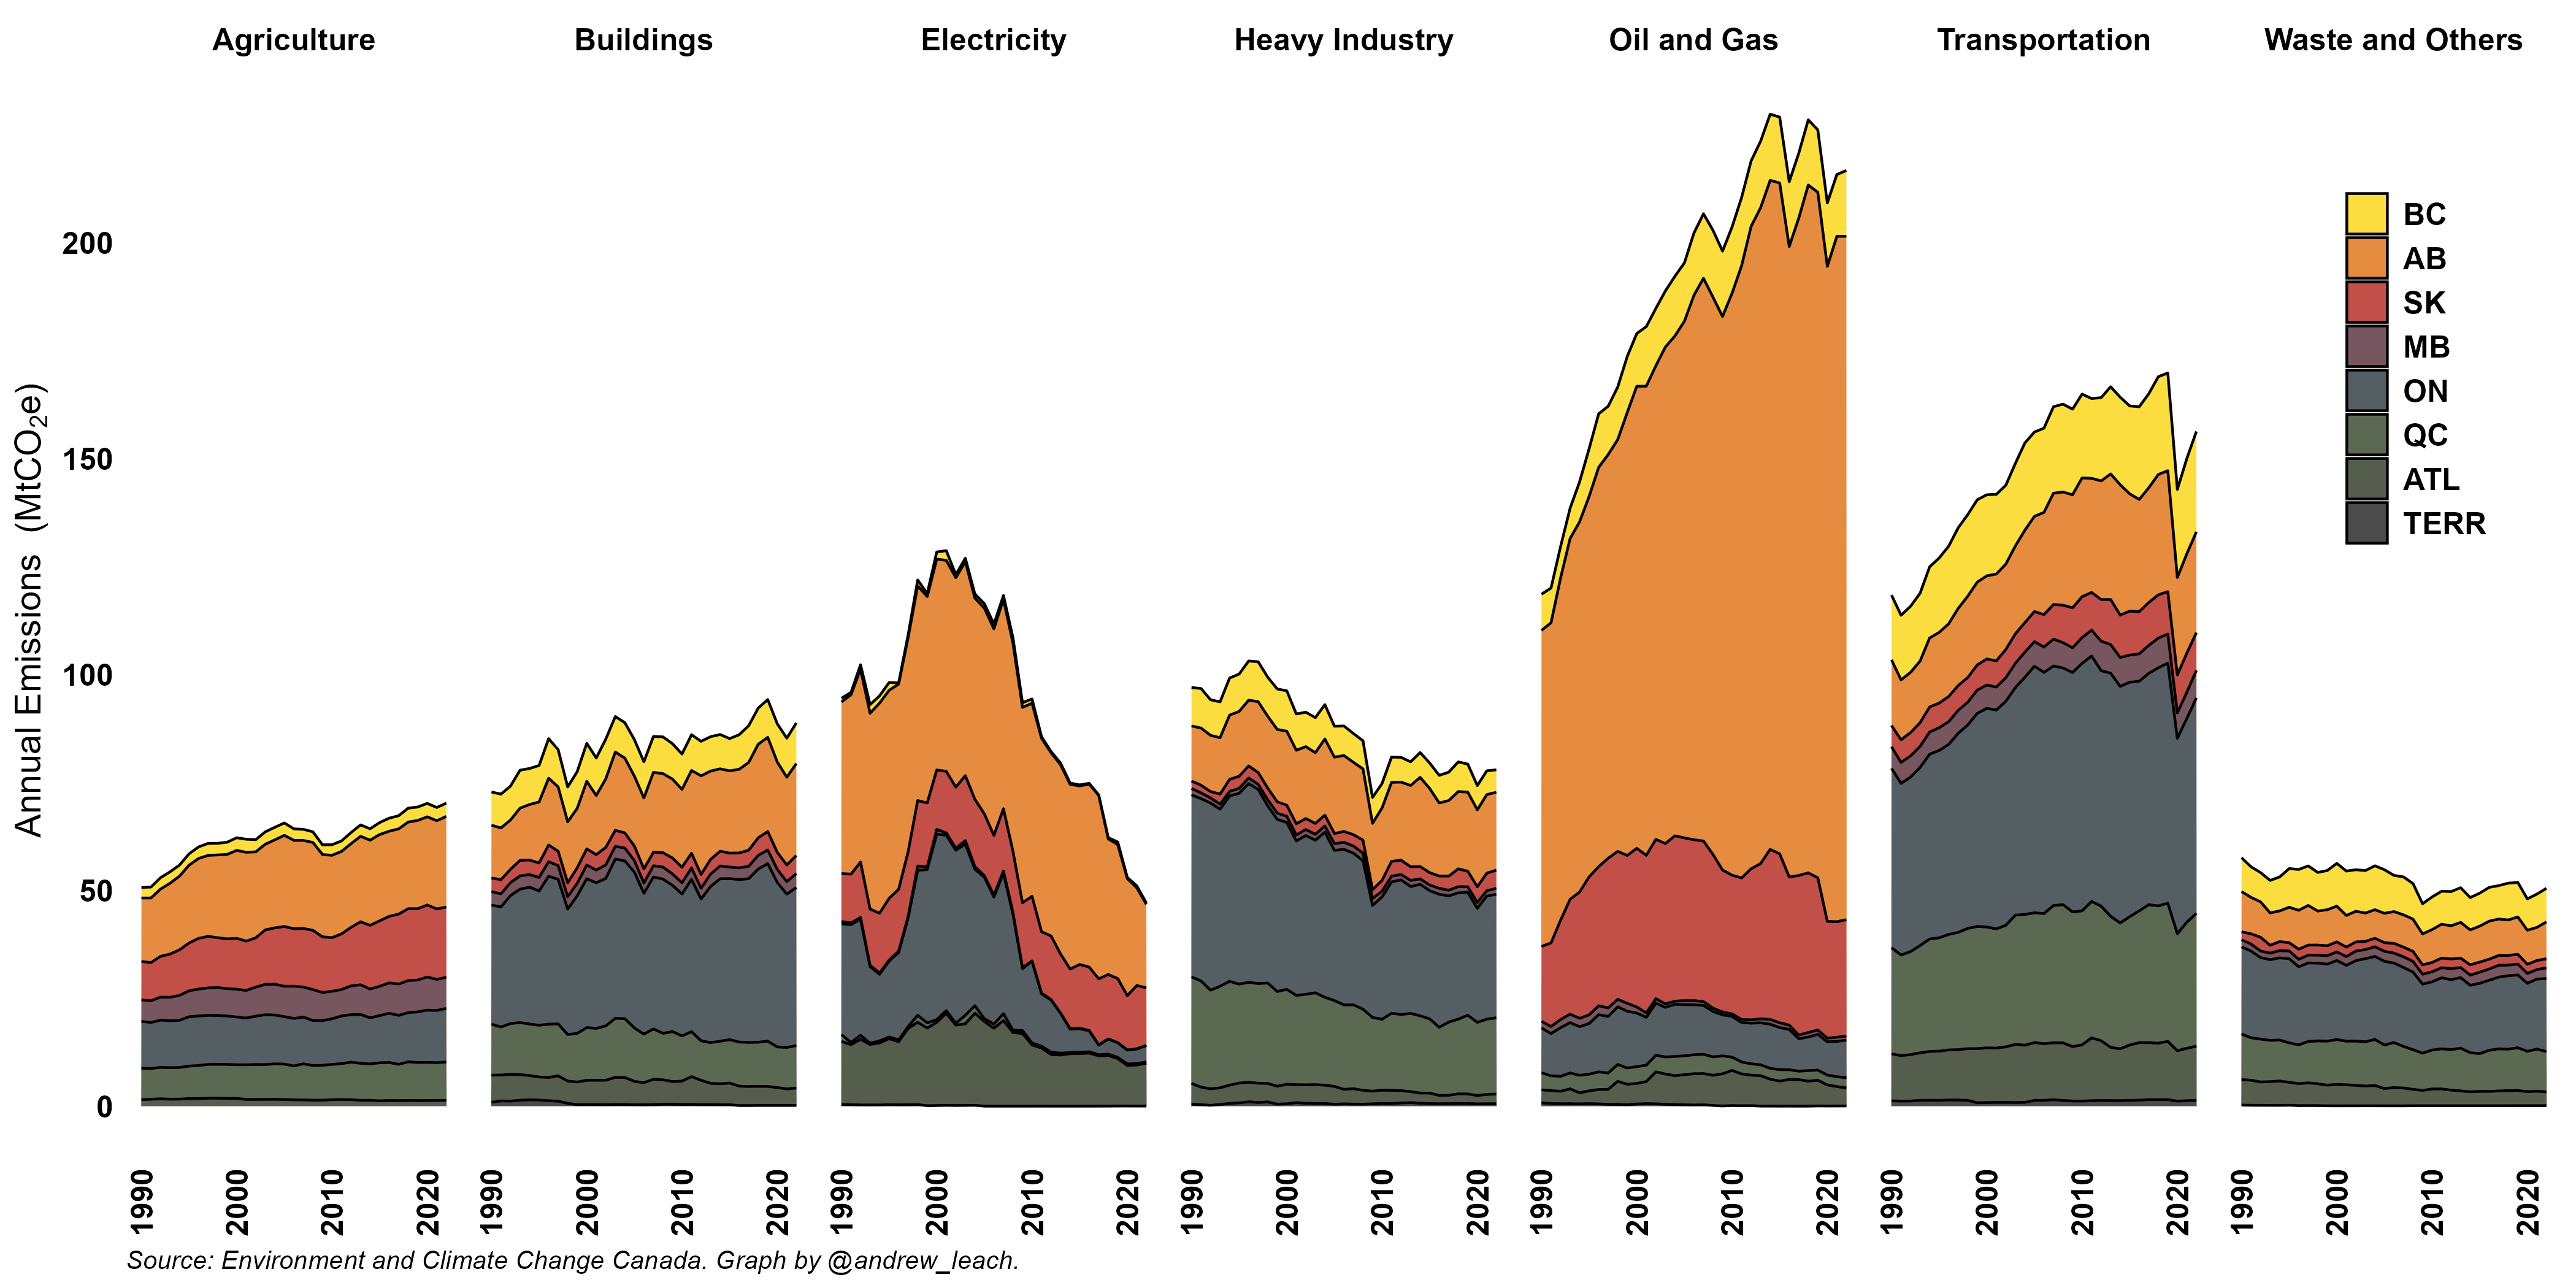 Agriculture Buildings Electricity Heavy Industry Oil and Gas Transportation Waste and Others
Annual Emissions (MtCO₂e)
200
150
100
50
0
BC
AB
SK
MB
ON
QC
ATL
TERR
1990 2000 2010 2020 1990 2000 2010 2020 1990 2000 2010 2020 1990 2000 2010 2020 1990 2000 2010 2020 1990 2000 2010 2020 1990 2000 2010 2020
Source: Environment and Climate Change Canada. Graph by @andrew_leach.